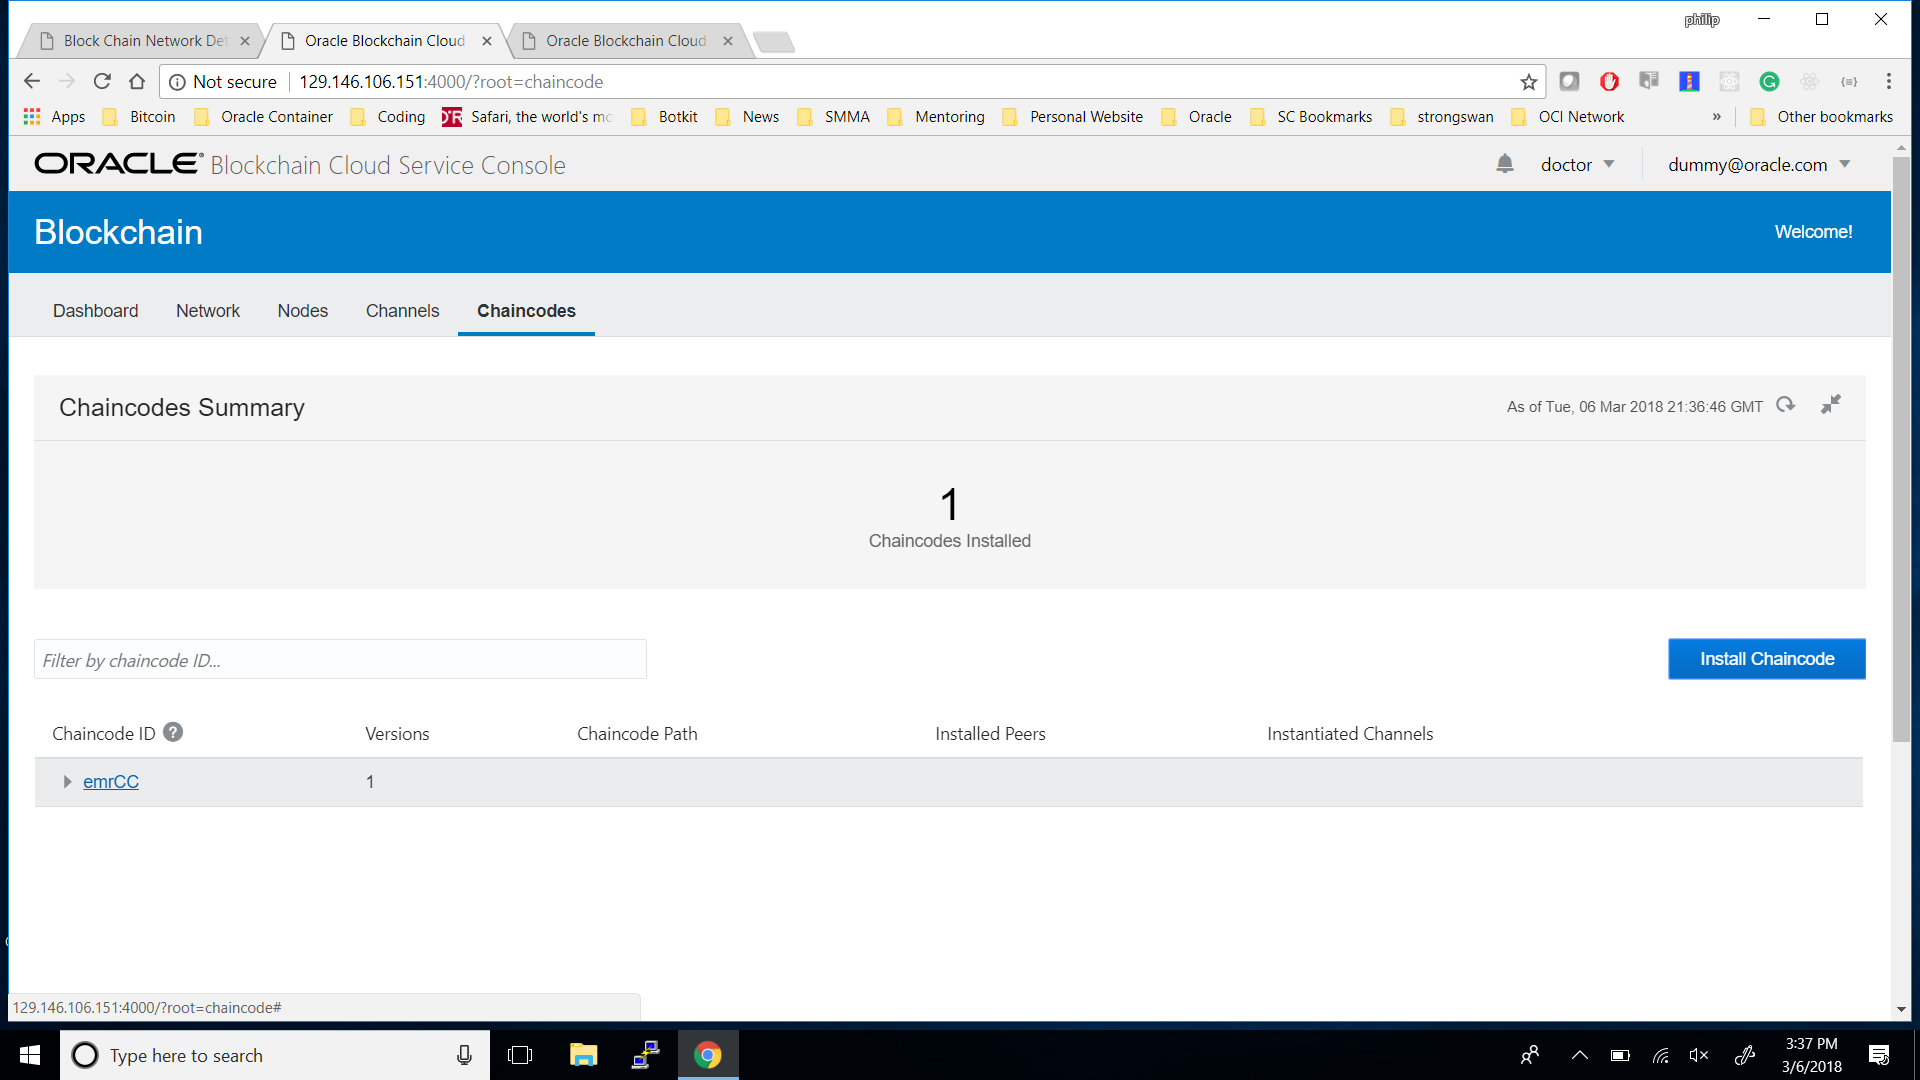 philip
Block Chain Network Det
Oracle Blockchain Cloud
Oracle Blockchain Cloud
Not secure
129.146.106.151:4000/?root=chaincode
Apps
Bitcoin
Oracle Container
Coding
Safari, the world's mo
Botkit
News
SMMA
Mentoring
Personal Website
Oracle
SC Bookmarks
strongswan
OCI Network
»
Other bookmarks
ORACLE® Blockchain Cloud Service Console
doctor
dummy@oracle.com
Blockchain
Welcome!
Dashboard
Network
Nodes
Channels
Chaincodes
Chaincodes Summary
As of Tue, 06 Mar 2018 21:36:46 GMT
1
Chaincodes Installed
Filter by chaincode ID...
Install Chaincode
Chaincode ID ?
Versions
Chaincode Path
Installed Peers
Instantiated Channels
emrCC
1
129.146.106.151:4000/?root=chaincode#
Type here to search
3:37 PM
3/6/2018